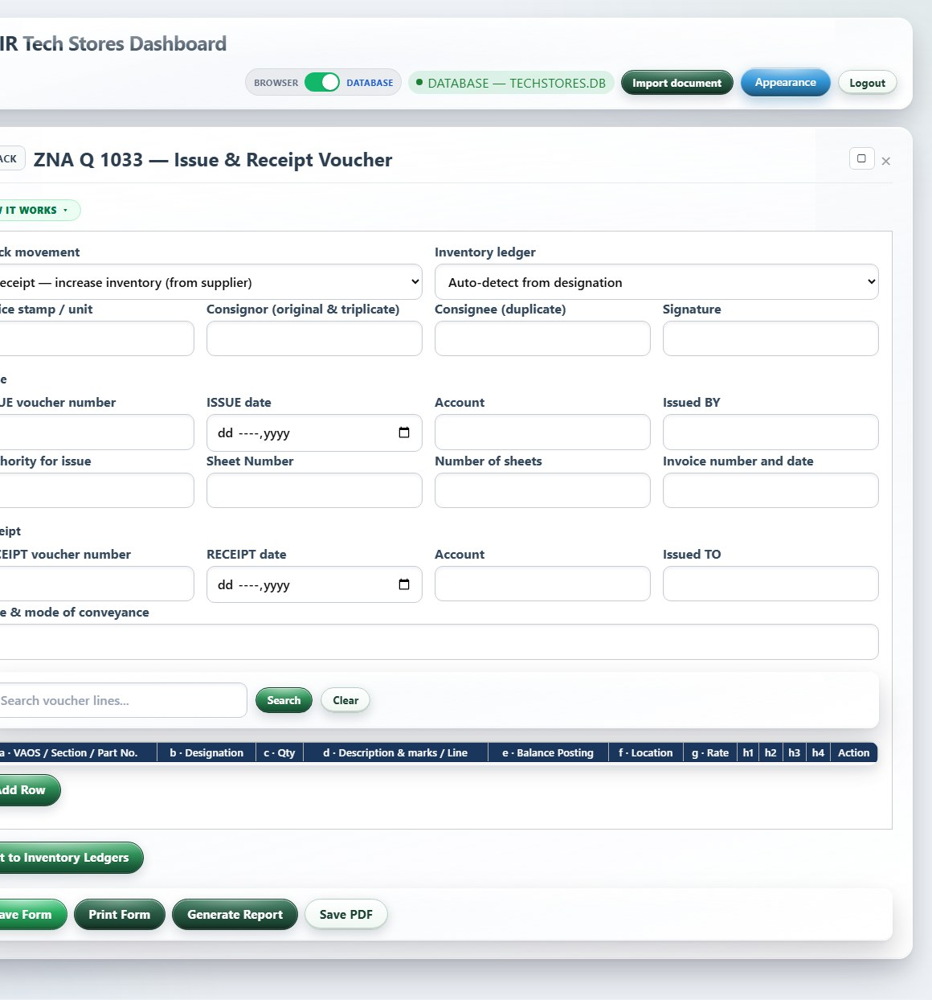 IR Tech Stores Dashboard
BROWSER DATABASE DATABASE — TECHSTORES.DB Import document Appearance Logout
ACK ZNA Q 1033 — Issue & Receipt Voucher ×
IT WORKS
ck movement Inventory ledger
eceipt — increase inventory (from supplier) Auto-detect from designation
ice stamp / unit Consignor (original & triplicate) Consignee (duplicate) Signature
e
UE voucher number ISSUE date Account Issued BY
dd ----,yyyy
hority for issue Sheet Number Number of sheets Invoice number and date
eipt
CEIPT voucher number RECEIPT date Account Issued TO
dd ----,yyyy
e & mode of conveyance
Search voucher lines... Search Clear
a · VAOS / Section / Part No. b · Designation c · Qty d · Description & marks / Line e · Balance Posting f · Location g · Rate h1 h2 h3 h4 Action
Add Row
t to Inventory Ledgers
ave Form Print Form Generate Report Save PDF